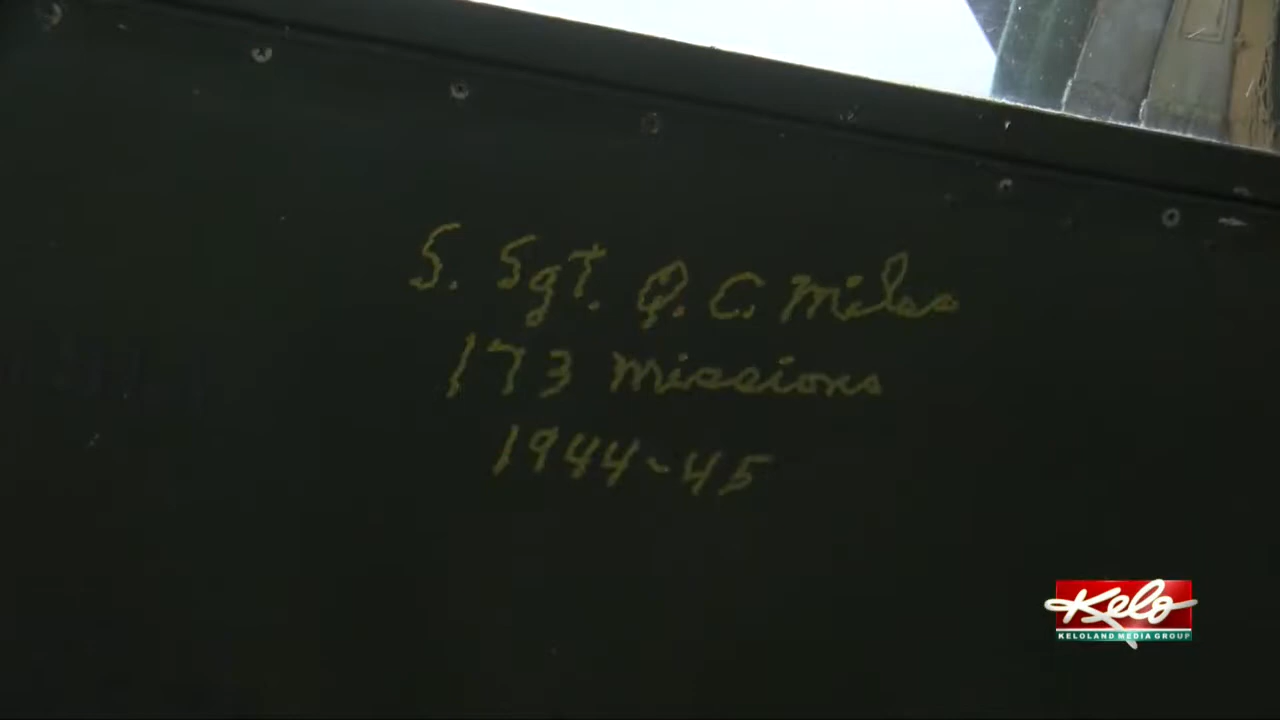 S. Sgt. Q. C. Miles
173 Missions
1944-45
Kelo
KELOLAND MEDIA GROUP